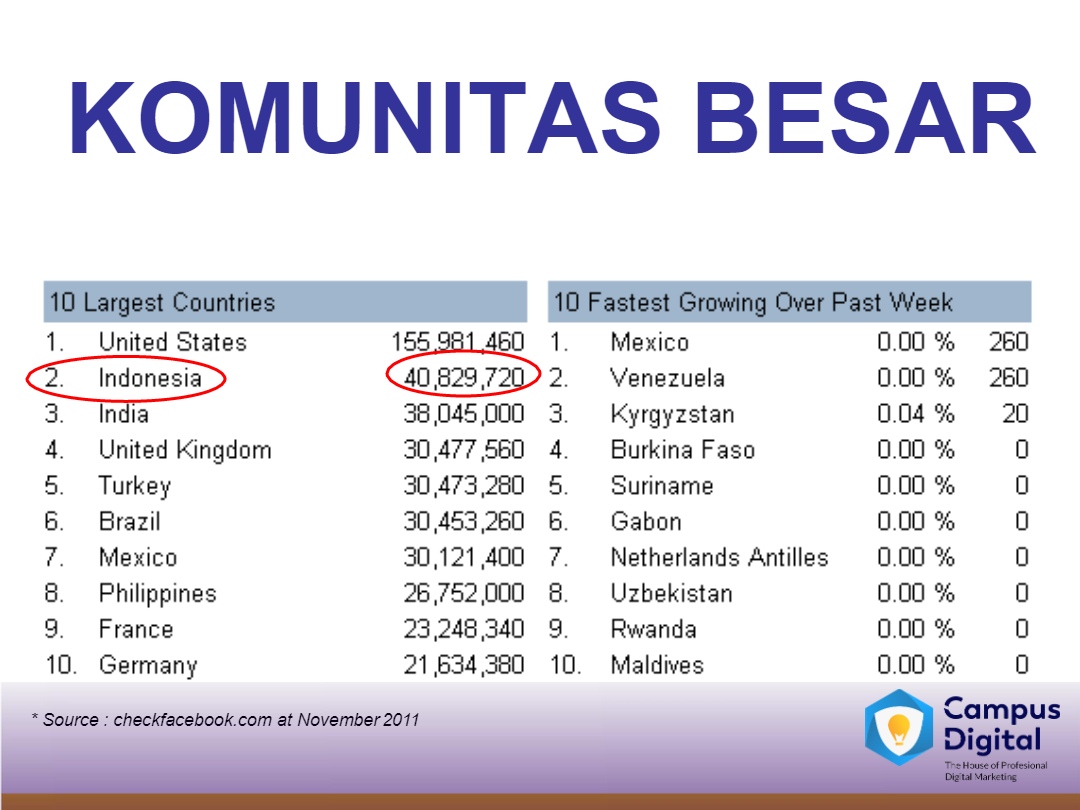 KOMUNITAS BESAR
10 Largest Countries
1. United States 155,981,460
2. Indonesia 40,829,720
3. India 38,045,000
4. United Kingdom 30,477,560
5. Turkey 30,473,280
6. Brazil 30,453,260
7. Mexico 30,121,400
8. Philippines 26,752,000
9. France 23,248,340
10. Germany 21,634,380
10 Fastest Growing Over Past Week
1. Mexico 0.00 % 260
2. Venezuela 0.00 % 260
3. Kyrgyzstan 0.04 % 20
4. Burkina Faso 0.00 % 0
5. Suriname 0.00 % 0
6. Gabon 0.00 % 0
7. Netherlands Antilles 0.00 % 0
8. Uzbekistan 0.00 % 0
9. Rwanda 0.00 % 0
10. Maldives 0.00 % 0
* Source : checkfacebook.com at November 2011
Campus
Digital
The House of Profesional
Digital Marketing